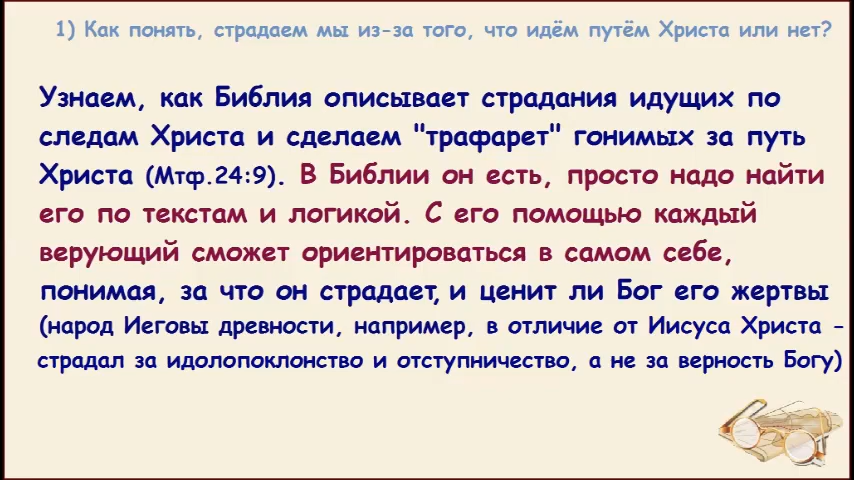 1) Как понять, страдаем мы из-за того, что идём путём Христа или нет?
Узнаем, как Библия описывает страдания идущих по
следам Христа и сделаем "трафарет" гонимых за путь
Христа (Мтф.24:9). В Библии он есть, просто надо найти
его по текстам и логикой. С его помощью каждый
верующий сможет ориентироваться в самом себе,
понимая, за что он страдает, и ценит ли Бог его жертвы
(народ Иеговы древности, например, в отличие от Иисуса Христа –
страдал за идолопоклонство и отступничество, а не за верность Богу)